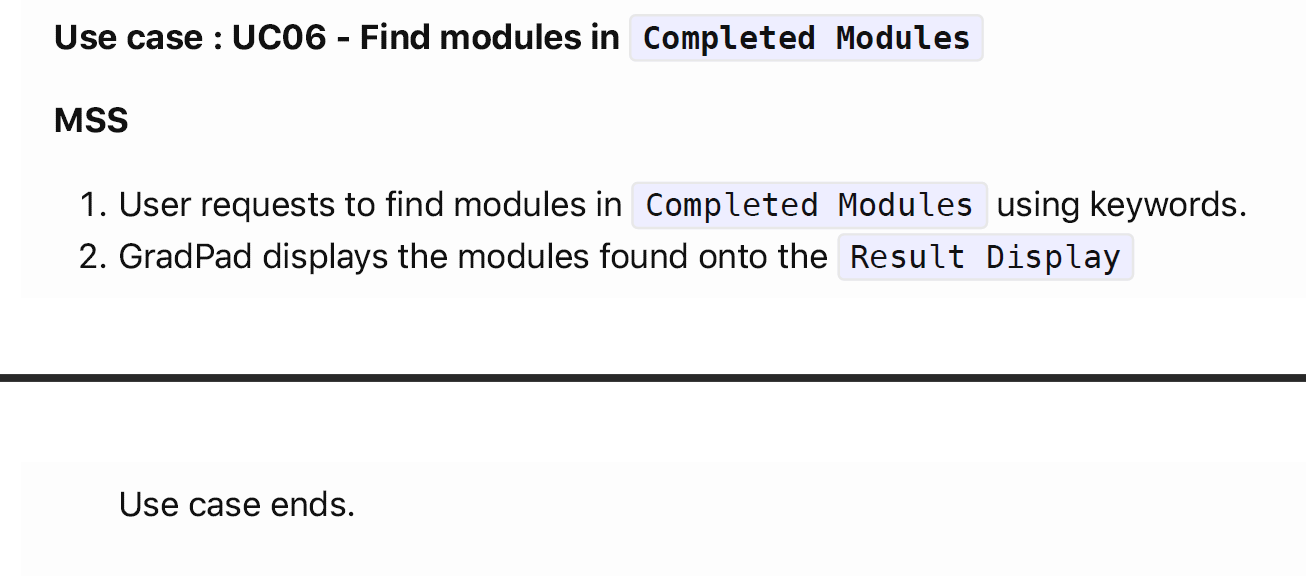 Use case : UC06 - Find modules in Completed Modules
MSS
1. User requests to find modules in Completed Modules using keywords.
2. GradPad displays the modules found onto the Result Display
Use case ends.